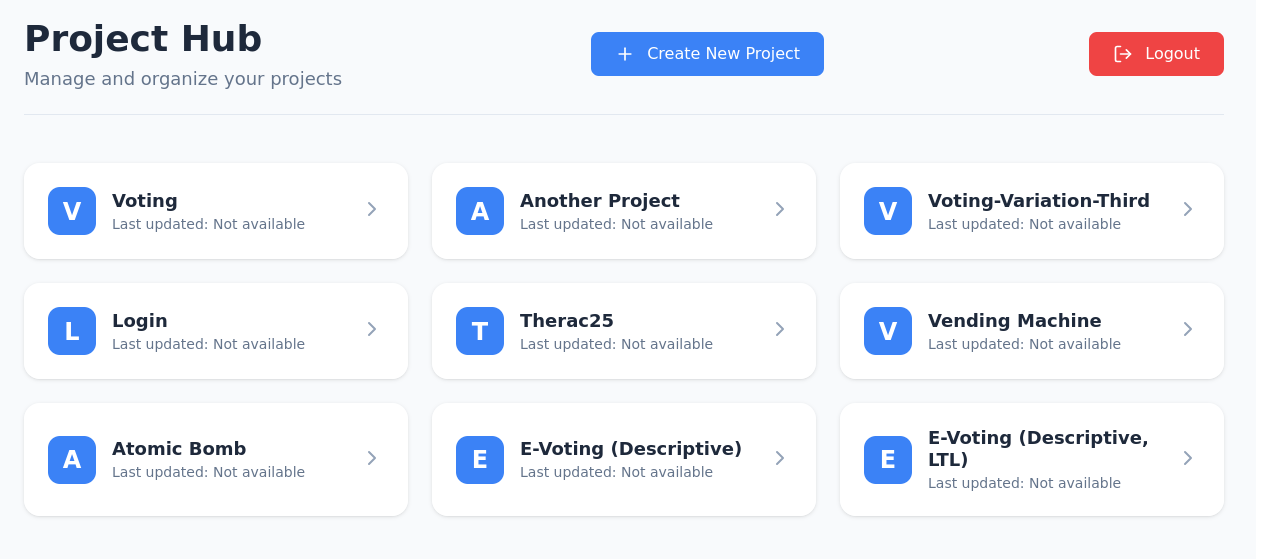 Project Hub
Manage and organize your projects
Create New Project
Logout
V
Voting
Last updated: Not available
A
Another Project
Last updated: Not available
V
Voting-Variation-Third
Last updated: Not available
L
Login
Last updated: Not available
T
Therac25
Last updated: Not available
V
Vending Machine
Last updated: Not available
A
Atomic Bomb
Last updated: Not available
E
E-Voting (Descriptive)
Last updated: Not available
E
E-Voting (Descriptive,
LTL)
Last updated: Not available